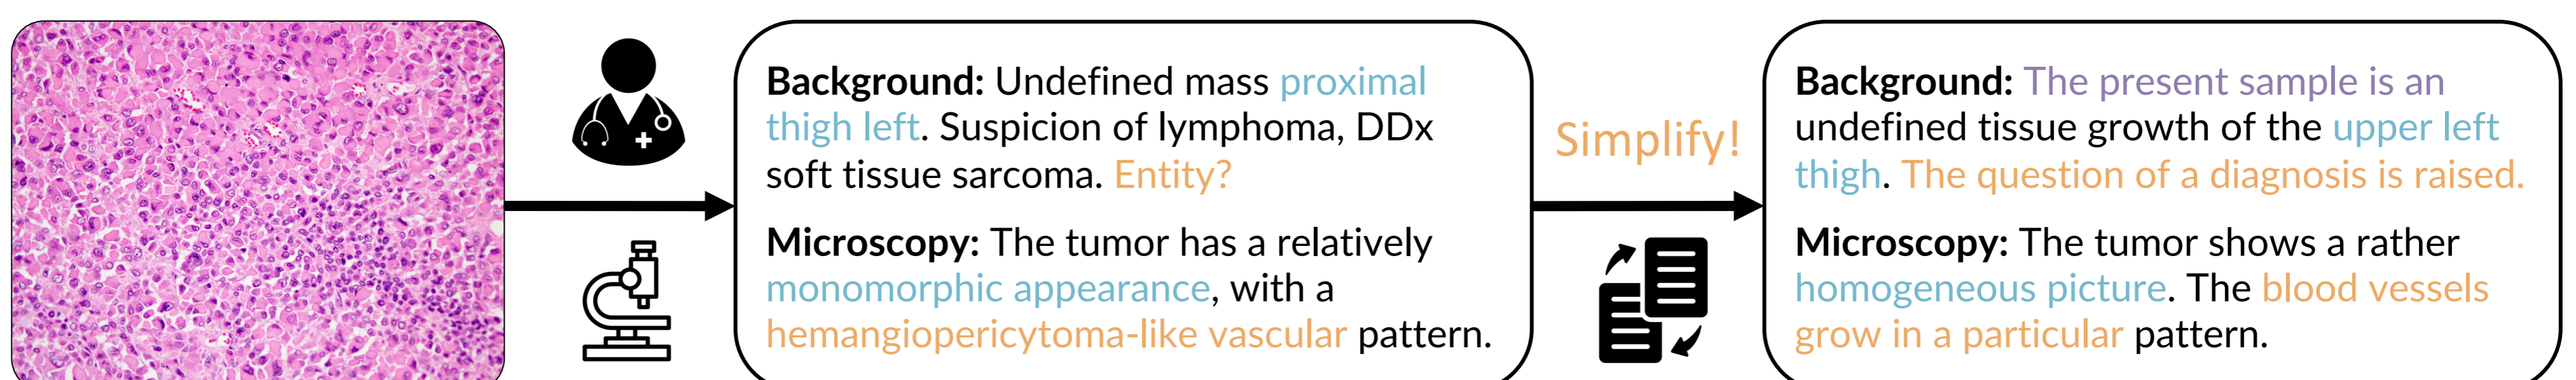 Background: Undefined mass proximal
thigh left. Suspicion of lymphoma, DDx
soft tissue sarcoma. Entity?
Microscopy: The tumor has a relatively
monomorphic appearance, with a
hemangiopericytoma-like vascular pattern.
Simplify!
Background: The present sample is an
undefined tissue growth of the upper left
thigh. The question of a diagnosis is raised.
Microscopy: The tumor shows a rather
homogeneous picture. The blood vessels
grow in a particular pattern.